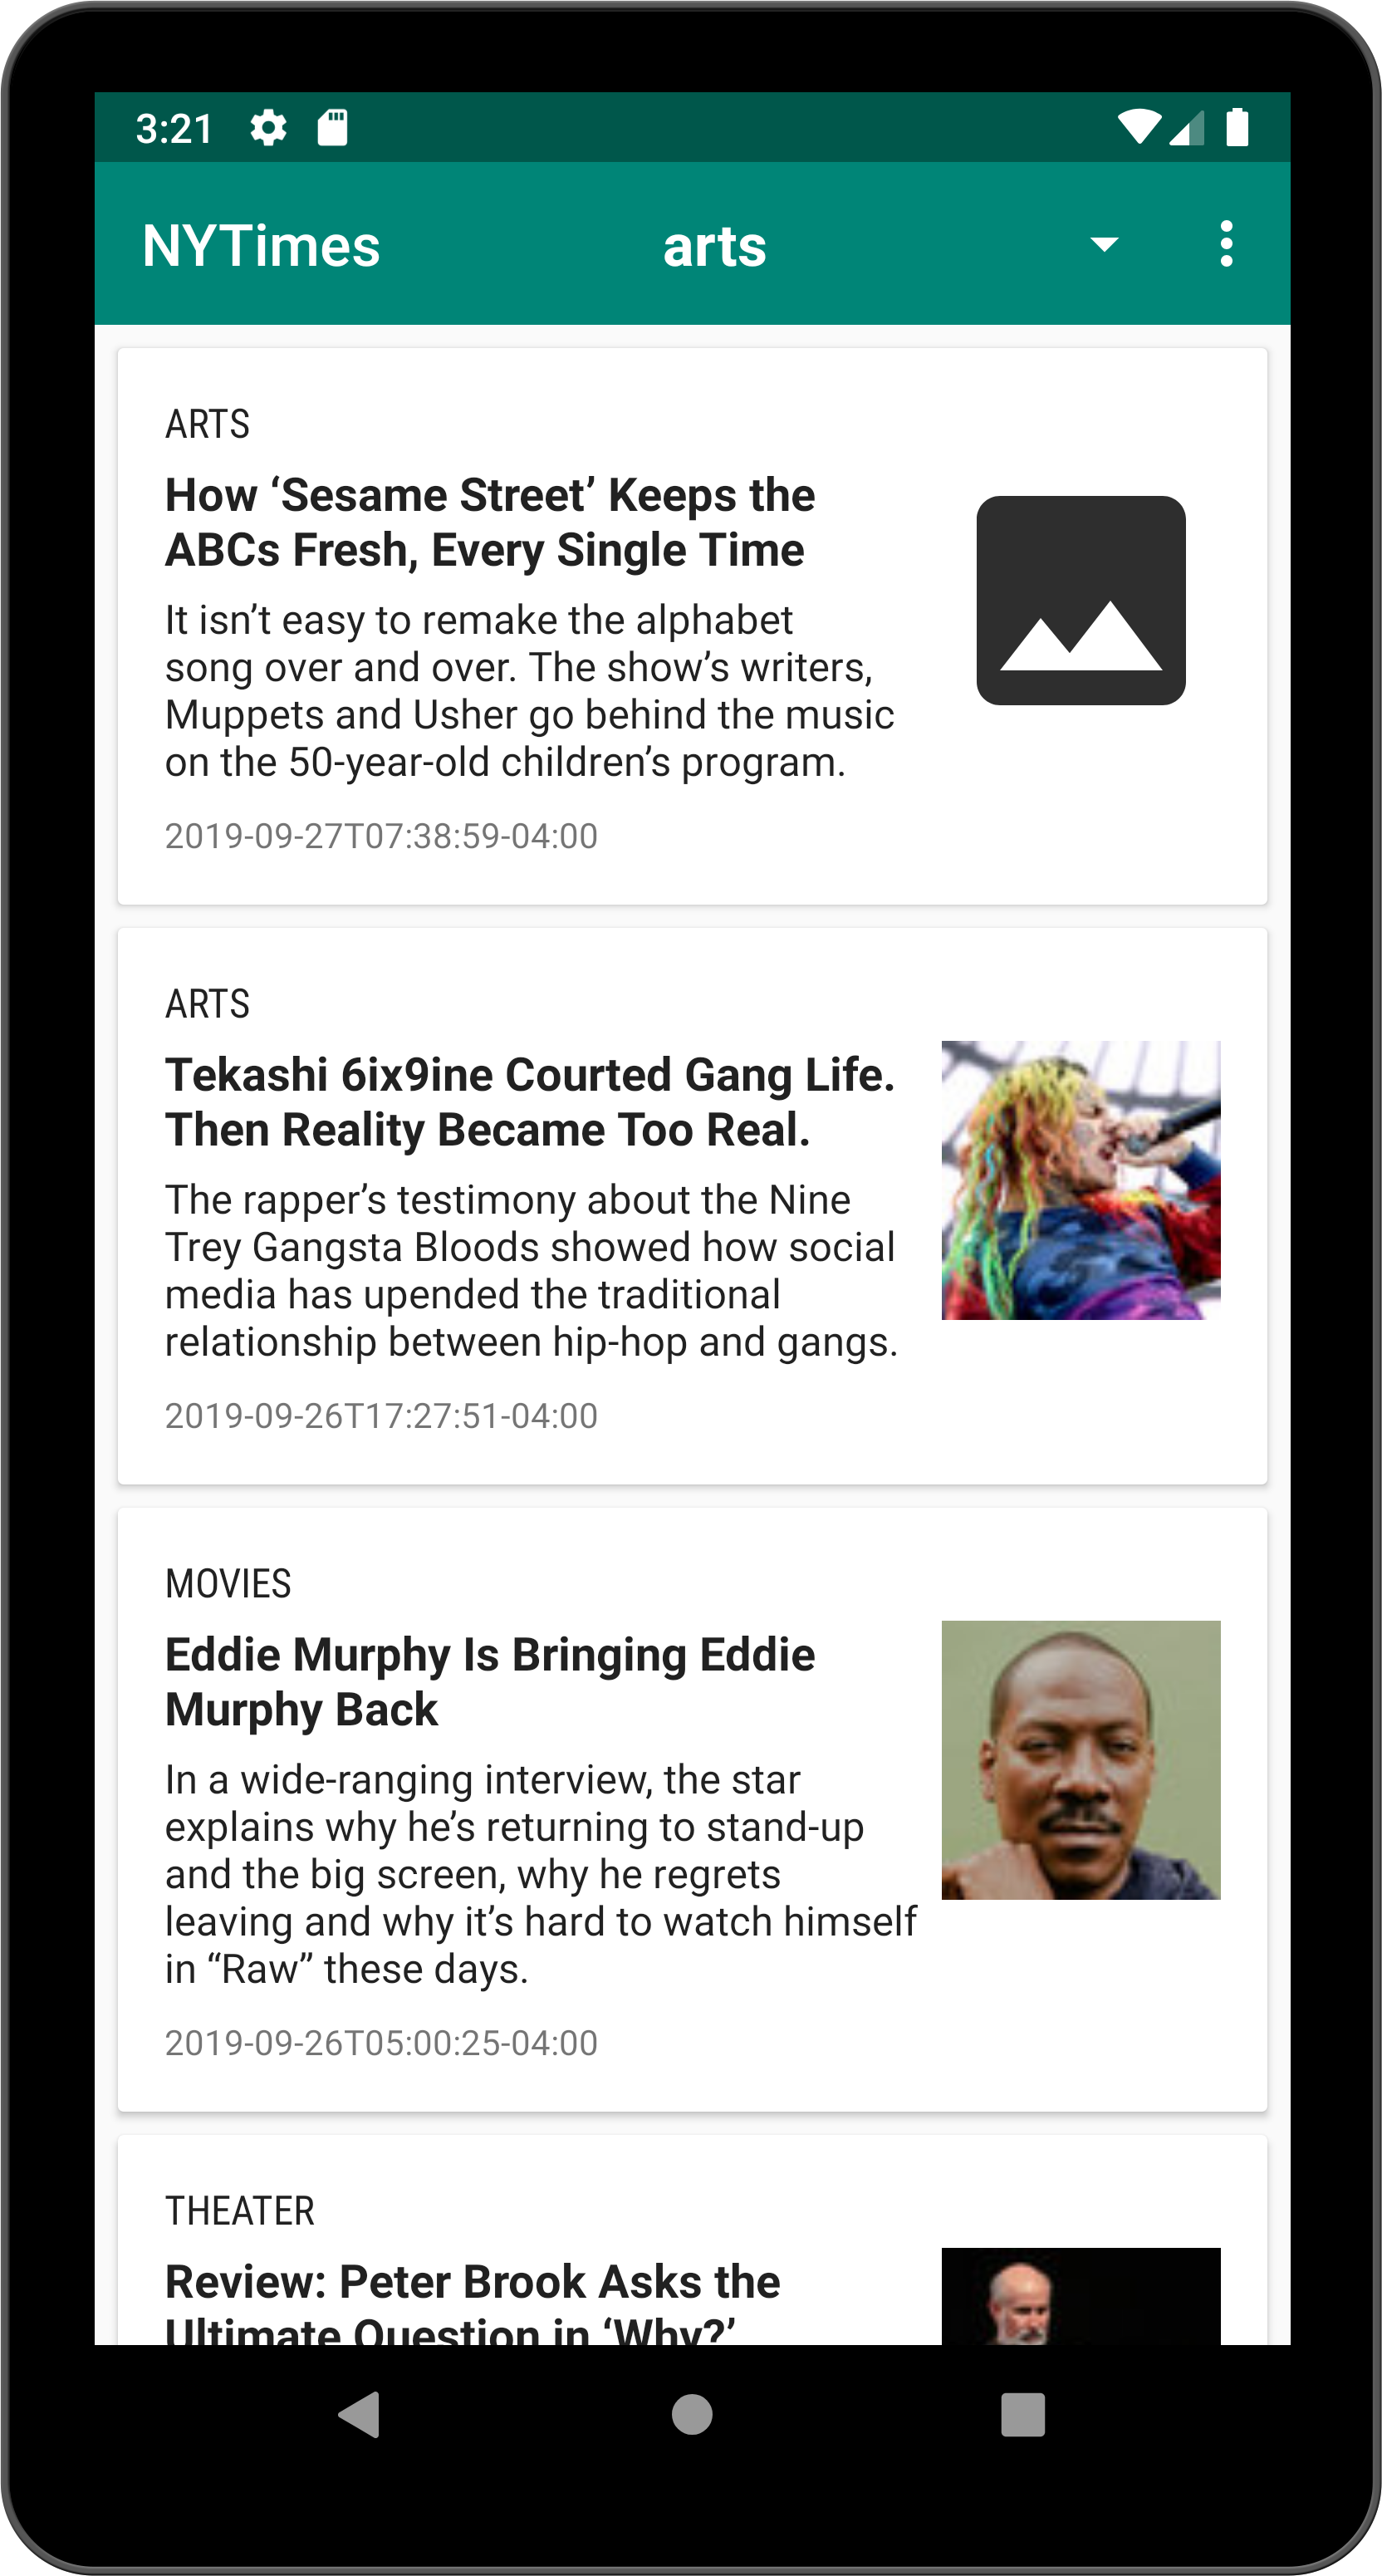 3:21
NYTimes arts
ARTS
How ‘Sesame Street’ Keeps the
ABCs Fresh, Every Single Time
It isn’t easy to remake the alphabet
song over and over. The show’s writers,
Muppets and Usher go behind the music
on the 50-year-old children’s program.
2019-09-27T07:38:59-04:00
ARTS
Tekashi 6ix9ine Courted Gang Life.
Then Reality Became Too Real.
The rapper’s testimony about the Nine
Trey Gangsta Bloods showed how social
media has upended the traditional
relationship between hip-hop and gangs.
2019-09-26T17:27:51-04:00
MOVIES
Eddie Murphy Is Bringing Eddie
Murphy Back
In a wide-ranging interview, the star
explains why he’s returning to stand-up
and the big screen, why he regrets
leaving and why it’s hard to watch himself
in “Raw” these days.
2019-09-26T05:00:25-04:00
THEATER
Review: Peter Brook Asks the
Ultimate Question in ‘Why?’